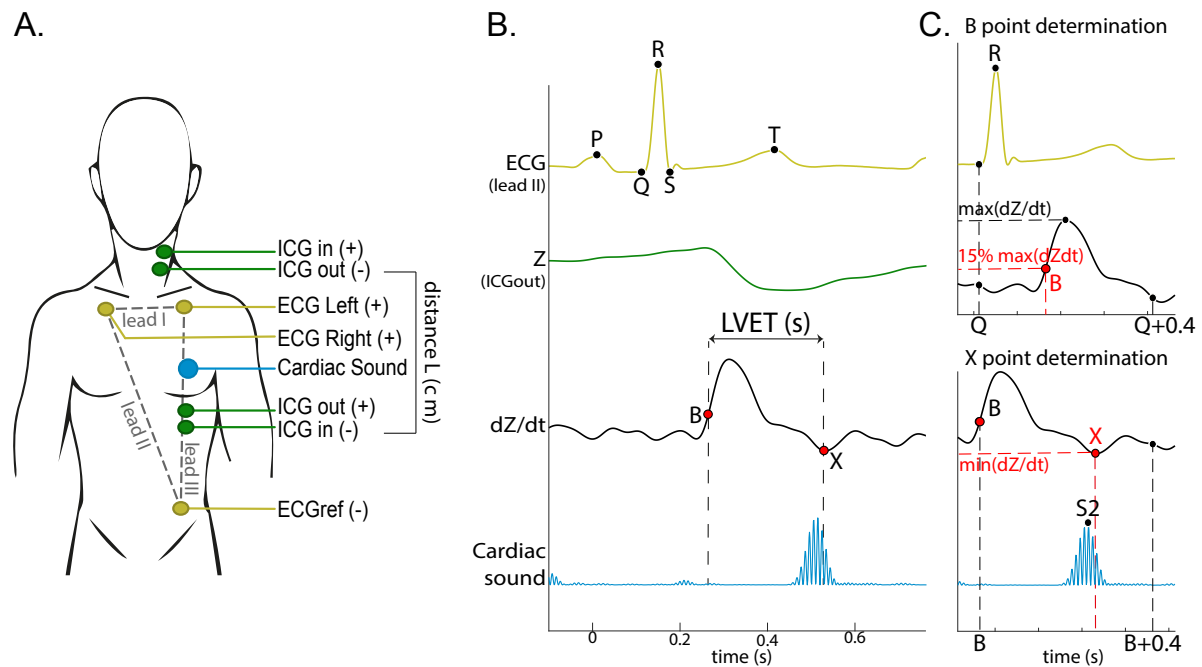 A.
ICG in (+)
ICG out (-)
ECG Left (+)
ECG Right (+)
Cardiac Sound
ICG out (+)
ICG in (-)
ECGref (-)
distance L (cm)
lead I
lead II
lead III
B.
R
P
T
Q
S
ECG
(lead II)
Z
(ICGout)
LVET (s)
B
X
dZ/dt
Cardiac
sound
0
0.2
0.4
0.6
time (s)
C.
B point determination
R
max(dZ/dt)
15% max(dZdt)
B
Q
Q+0.4
X point determination
B
X
min(dZ/dt)
S2
B
B+0.4
time (s)